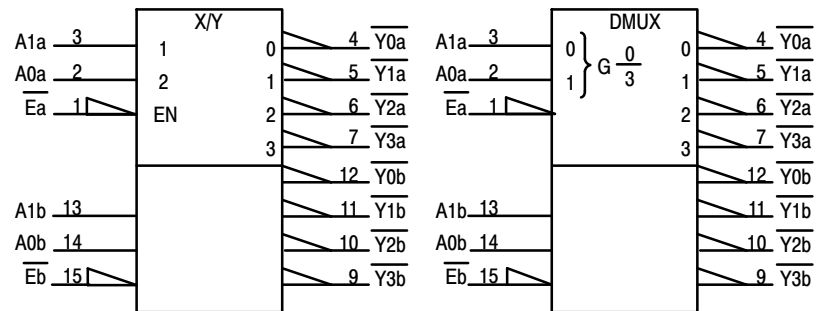 X/Y
A1a 3 1 0 4 Y0a
A0a 2 2 1 5 Y1a
Ea 1 EN 2 6 Y2a
3 7 Y3a
12 Y0b
A1b 13 11 Y1b
A0b 14 10 Y2b
Eb 15 9 Y3b
DMUX
A1a 3 0 } G 0/3 0 4 Y0a
A0a 2 1 1 5 Y1a
Ea 1 2 6 Y2a
3 7 Y3a
12 Y0b
A1b 13 11 Y1b
A0b 14 10 Y2b
Eb 15 9 Y3b